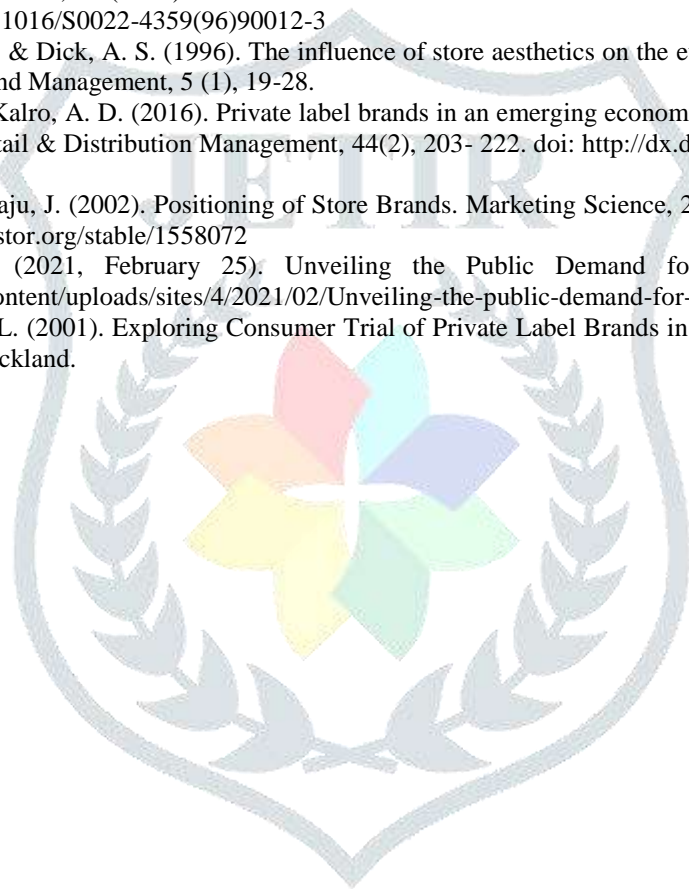 1016/S0022-4359(96)90012-3
& Dick, A. S. (1996). The influence of store aesthetics on the e
nd Management, 5 (1), 19-28.
Kalro, A. D. (2016). Private label brands in an emerging econom
tail & Distribution Management, 44(2), 203- 222. doi: http://dx.d
aju, J. (2002). Positioning of Store Brands. Marketing Science, 2
stor.org/stable/1558072
(2021, February 25). Unveiling the Public Demand fo
ontent/uploads/sites/4/2021/02/Unveiling-the-public-demand-for-
L. (2001). Exploring Consumer Trial of Private Label Brands in
ckland.
JETIR